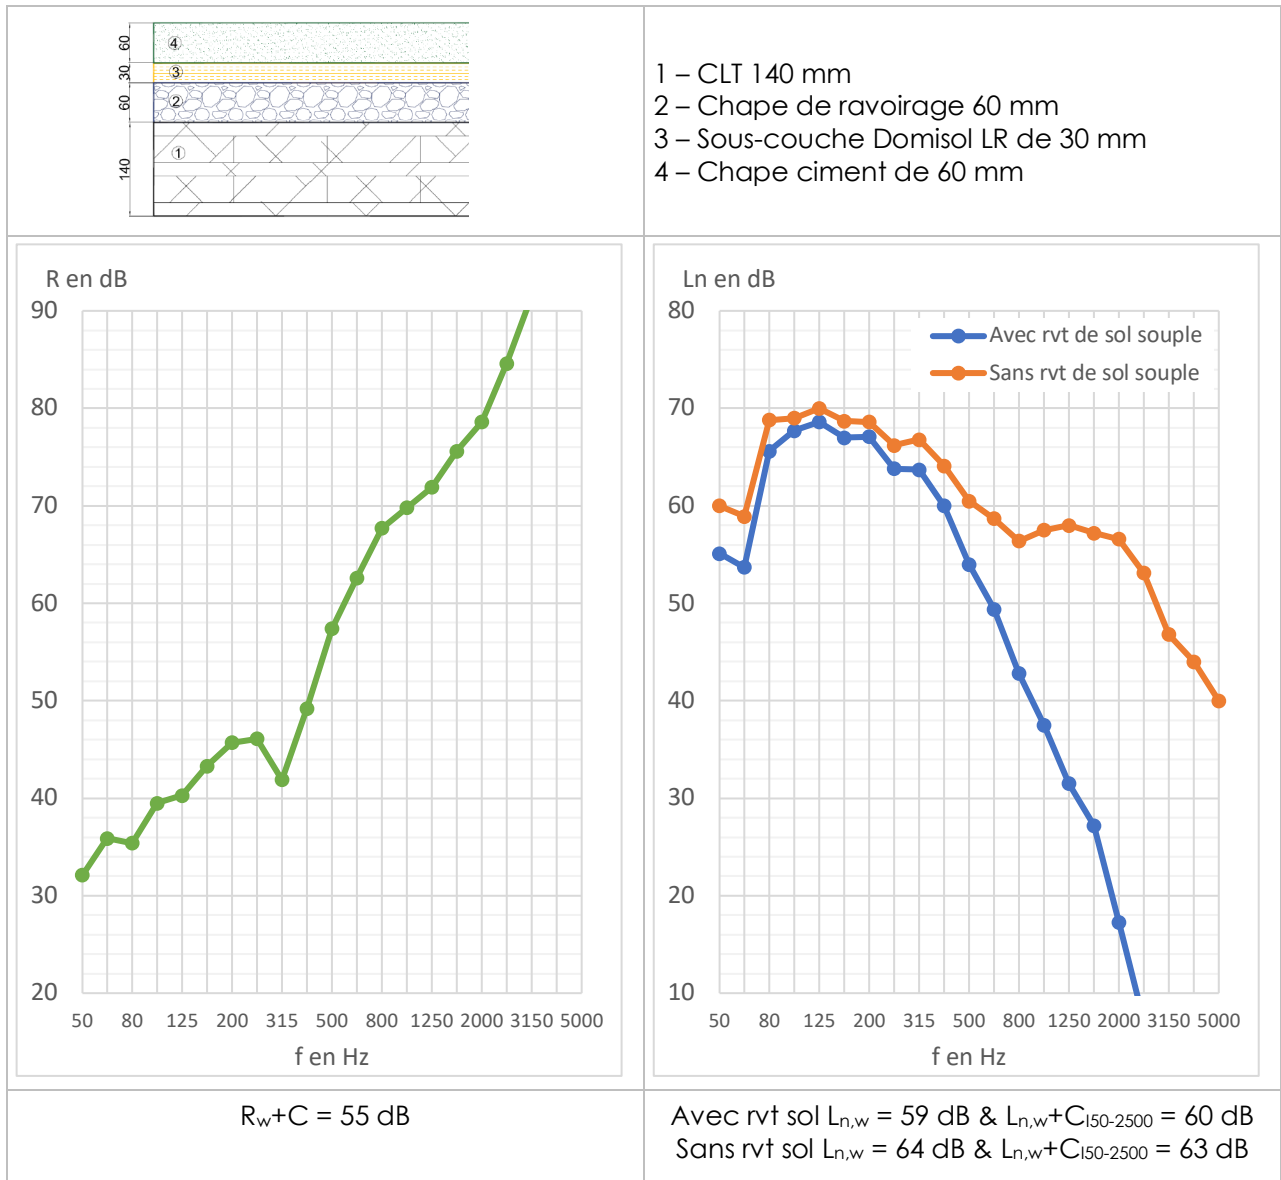 60
30
60
140
4
3
2
1
1 – CLT 140 mm
2 – Chape de ravoirage 60 mm
3 – Sous-couche Domisol LR de 30 mm
4 – Chape ciment de 60 mm
R en dB
90
80
70
60
50
40
30
20
50 80 125 200 315 500 800 1250 2000 3150 5000
f en Hz
Ln en dB
80
70
60
50
40
30
20
10
Avec rvt de sol souple
Sans rvt de sol souple
50 80 125 200 315 500 800 1250 2000 3150 5000
f en Hz
Rw+C = 55 dB
Avec rvt sol Ln,w = 59 dB & Ln,w+CI50-2500 = 60 dB
Sans rvt sol Ln,w = 64 dB & Ln,w+CI50-2500 = 63 dB